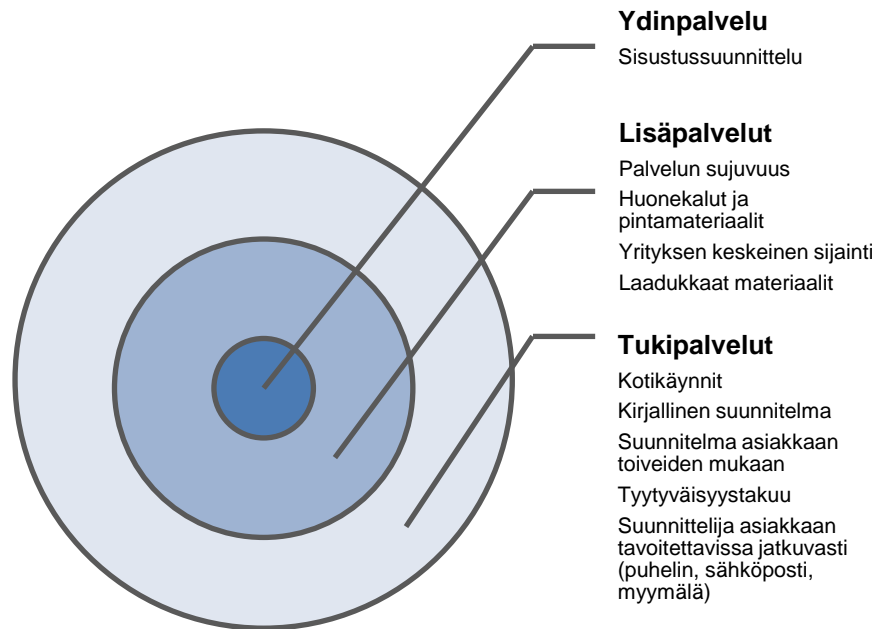 Ydinpalvelu
Sisustussuunnittelu
Lisäpalvelut
Palvelun sujuvuus
Huonekalut ja
pintamateriaalit
Yrityksen keskeinen sijainti
Laadukkaat materiaalit
Tukipalvelut
Kotikäynnit
Kirjallinen suunnitelma
Suunnitelma asiakkaan
toiveiden mukaan
Tyytyväisyystakuu
Suunnittelija asiakkaan
tavoitettavissa jatkuvasti
(puhelin, sähköposti,
myymälä)